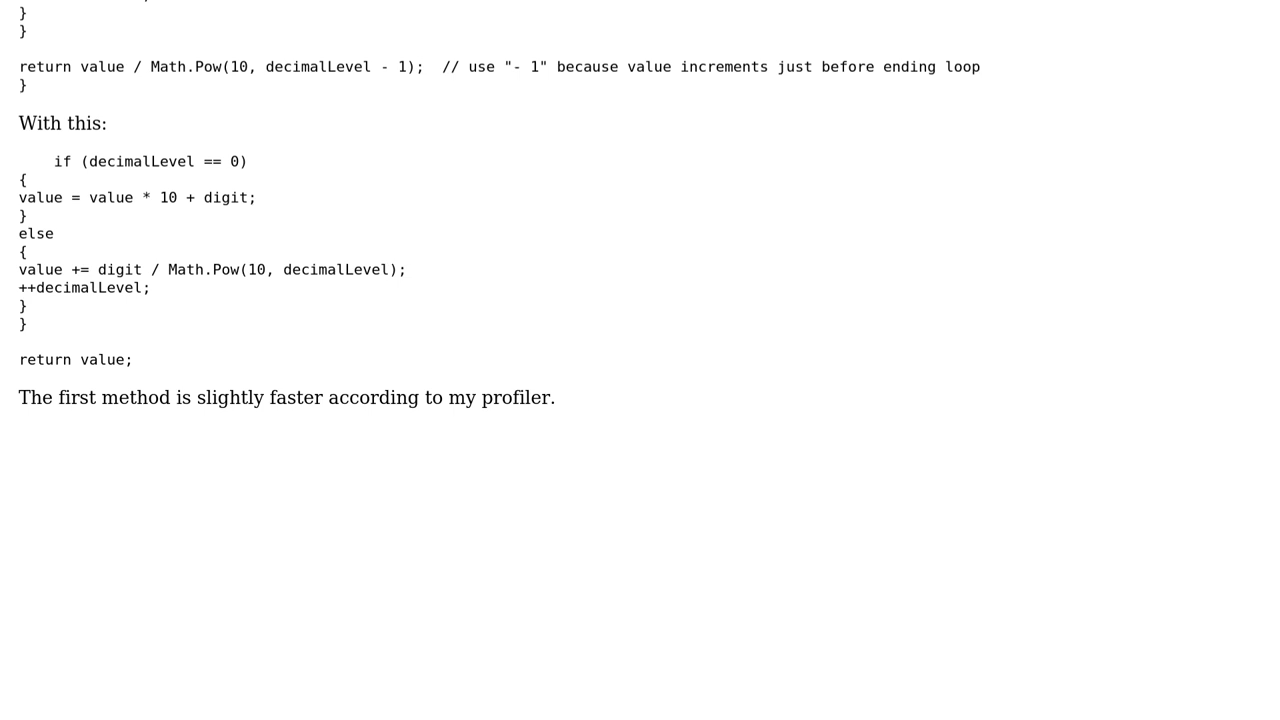 }
}
return value / Math.Pow(10, decimalLevel - 1);  // use "- 1" because value increments just before ending loop
}
With this:
    if (decimalLevel == 0)
{
value = value * 10 + digit;
}
else
{
value += digit / Math.Pow(10, decimalLevel);
++decimalLevel;
}
}
return value;
The first method is slightly faster according to my profiler.